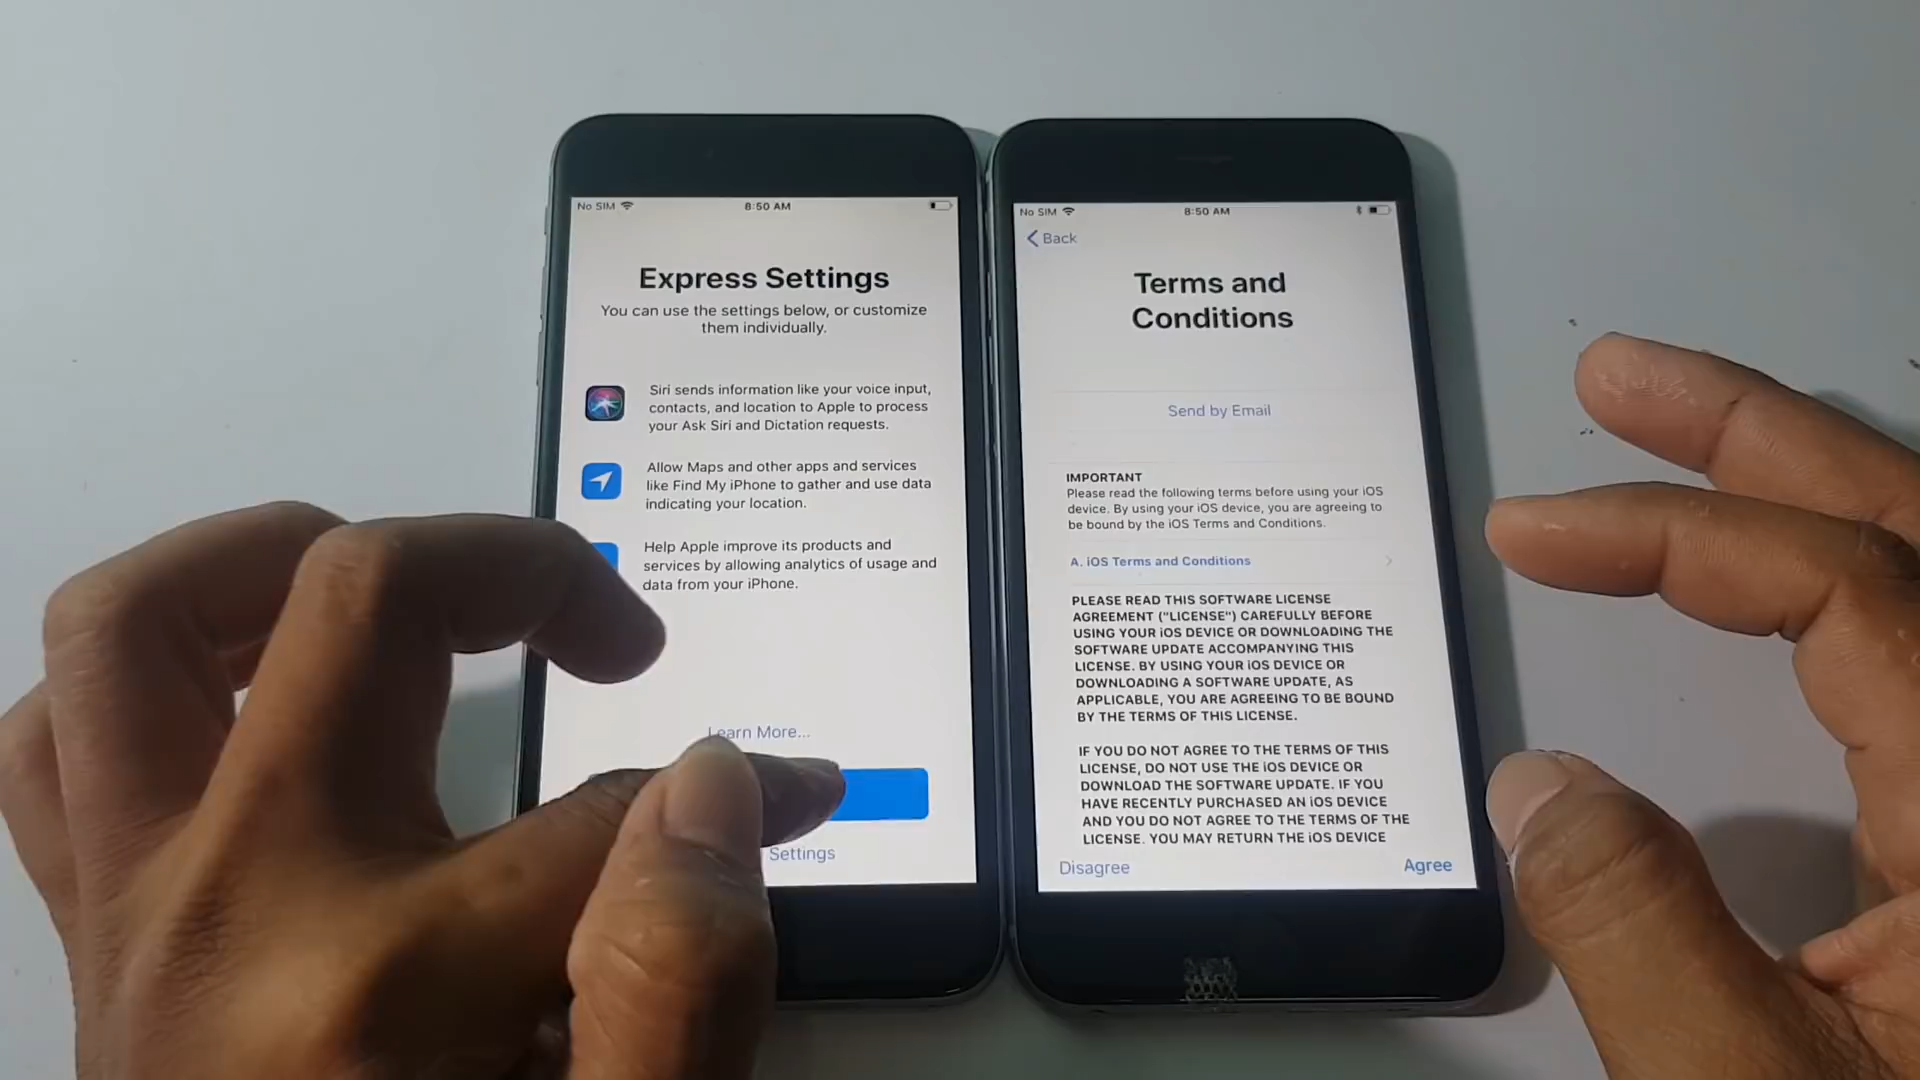 No SIM
8:50 AM
Express Settings
You can use the settings below, or customize
them individually.
Siri sends information like your voice input,
contacts, and location to Apple to process
your Ask Siri and Dictation requests.
Allow Maps and other apps and services
like Find My iPhone to gather and use data
indicating your location.
Help Apple improve its products and
services by allowing analytics of usage and
data from your iPhone.
Learn More...
Settings
No SIM
8:50 AM
Back
Terms and
Conditions
Send by Email
IMPORTANT
Please read the following terms before using your iOS
device. By using your iOS device, you are agreeing to
be bound by the iOS Terms and Conditions.
A. iOS Terms and Conditions
PLEASE READ THIS SOFTWARE LICENSE
AGREEMENT ("LICENSE") CAREFULLY BEFORE
USING YOUR iOS DEVICE OR DOWNLOADING THE
SOFTWARE UPDATE ACCOMPANYING THIS
LICENSE. BY USING YOUR iOS DEVICE OR
DOWNLOADING A SOFTWARE UPDATE, AS
APPLICABLE, YOU ARE AGREEING TO BE BOUND
BY THE TERMS OF THIS LICENSE.
IF YOU DO NOT AGREE TO THE TERMS OF THIS
LICENSE, DO NOT USE THE iOS DEVICE OR
DOWNLOAD THE SOFTWARE UPDATE. IF YOU
HAVE RECENTLY PURCHASED AN iOS DEVICE
AND YOU DO NOT AGREE TO THE TERMS OF THE
LICENSE. YOU MAY RETURN THE iOS DEVICE
Disagree
Agree